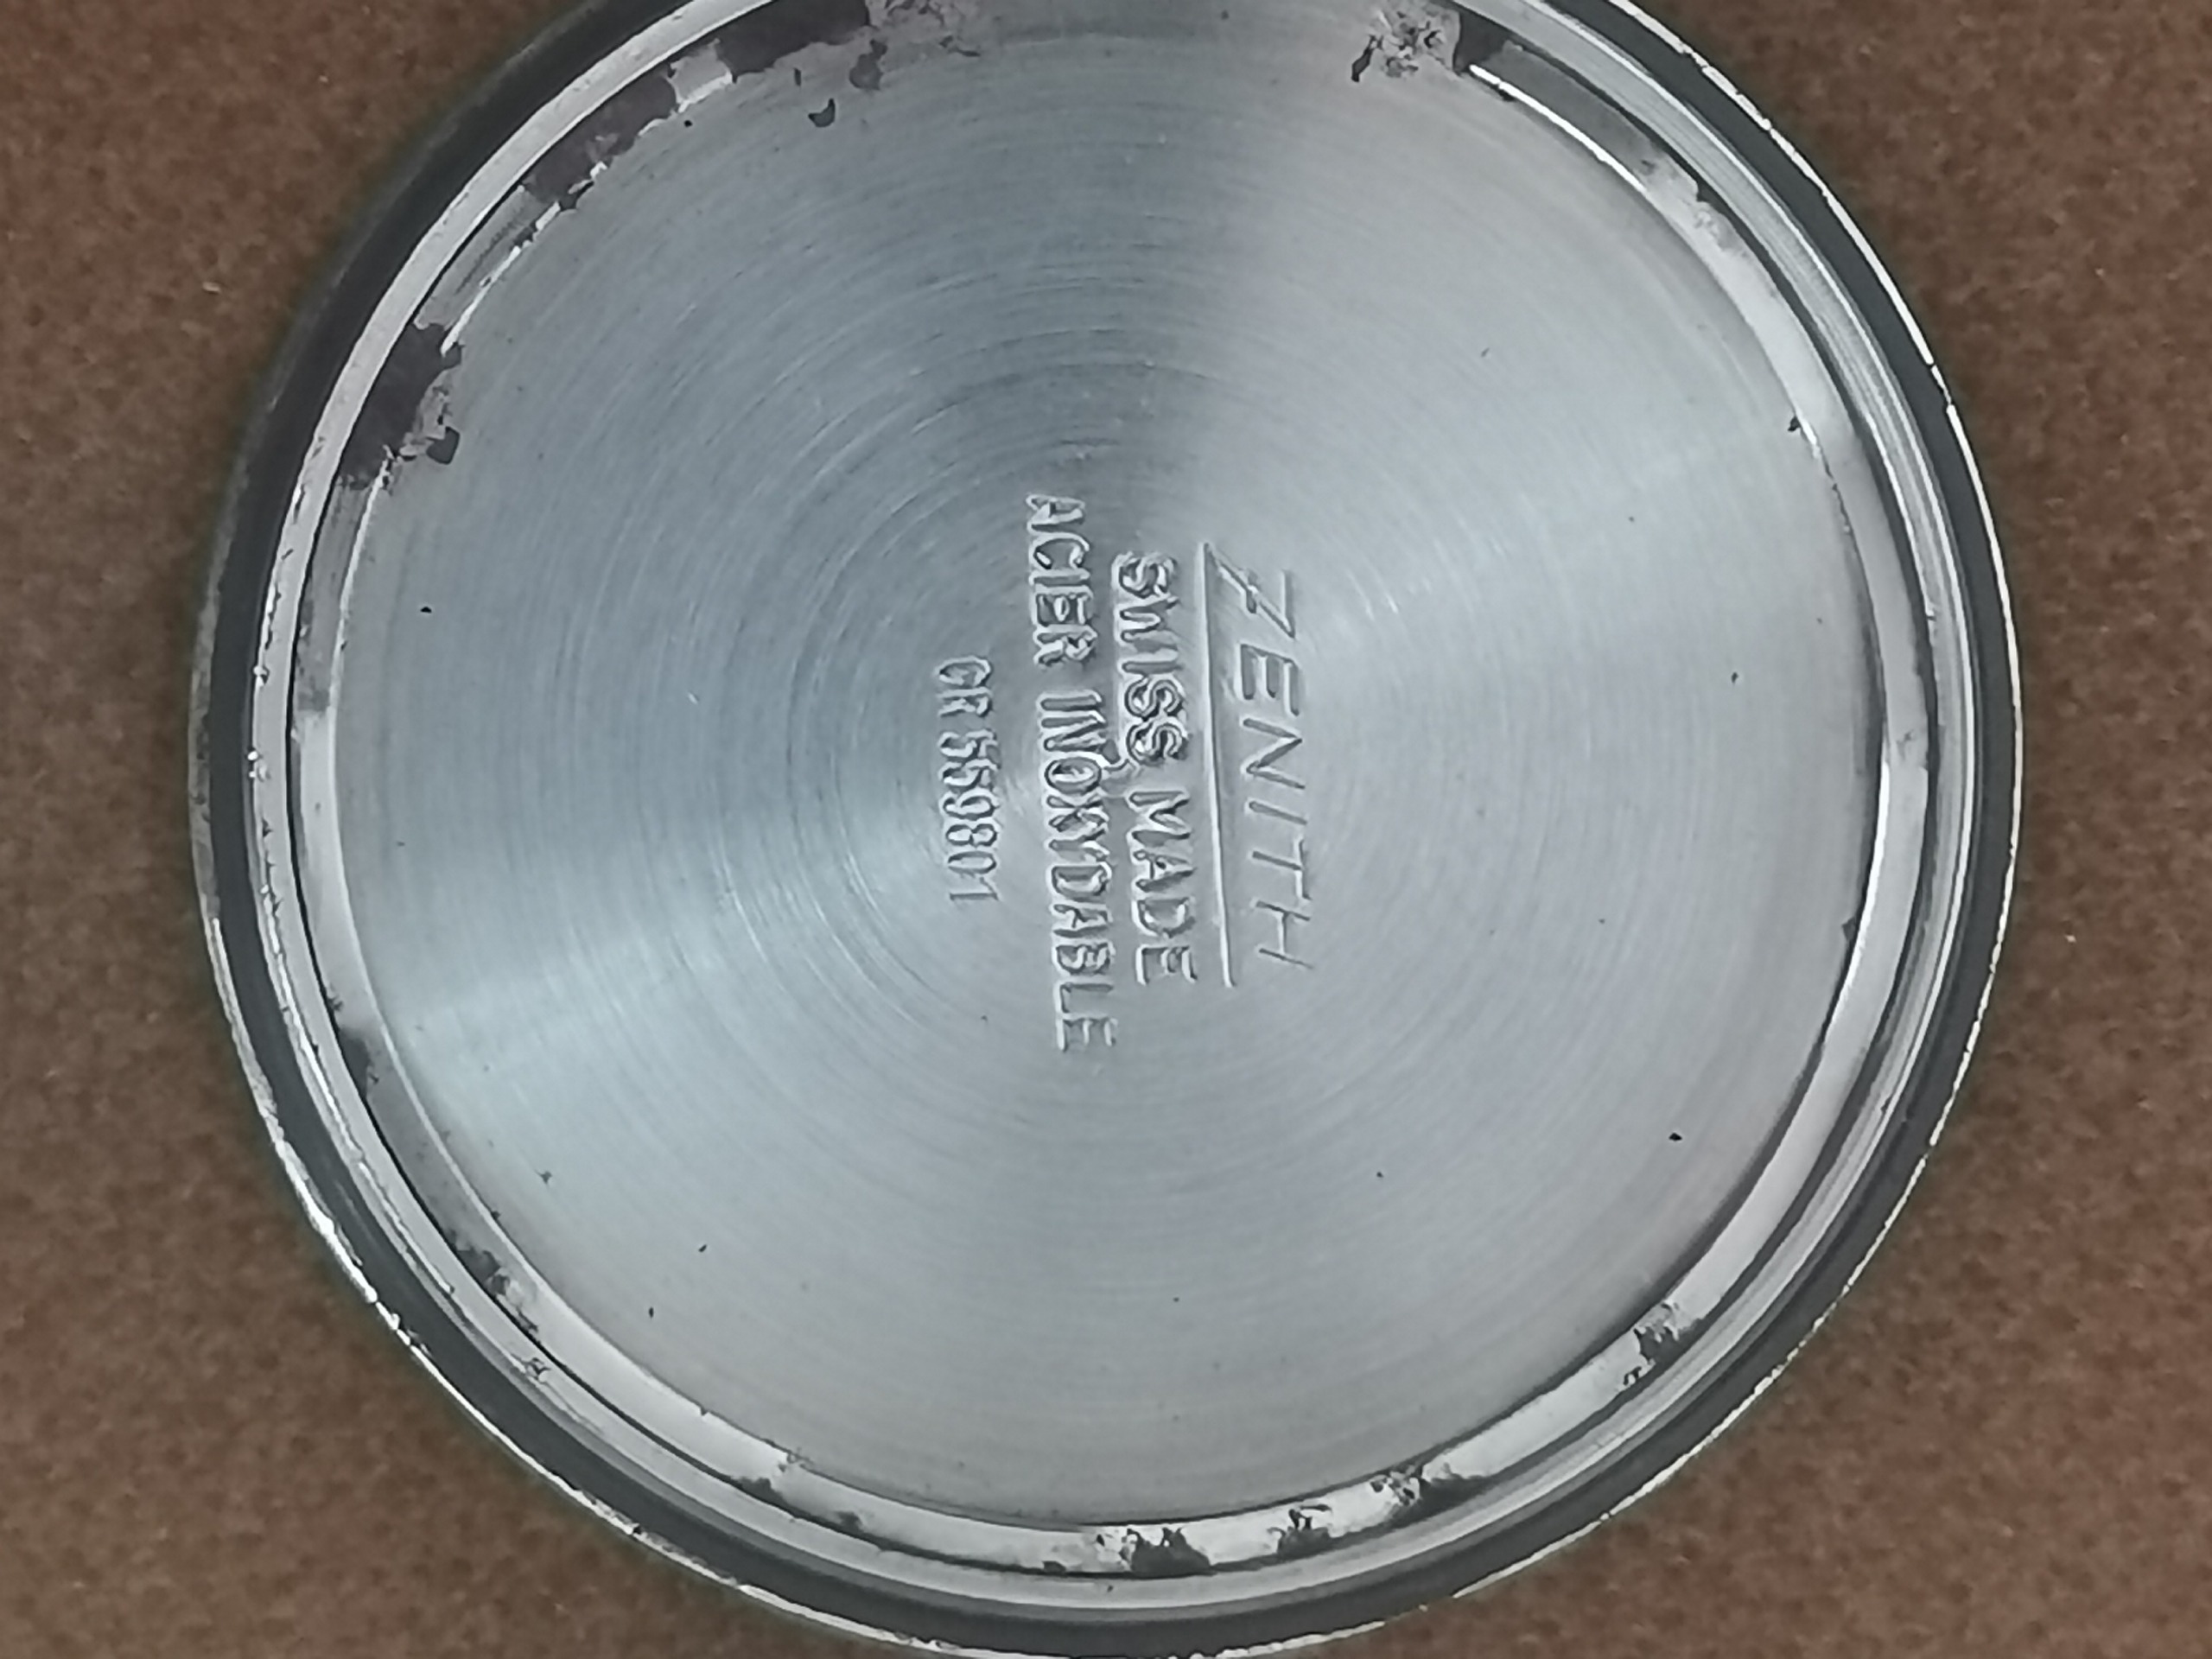 ZENITH
SWISS MADE
ACIER INOXYDABLE
CR 559801